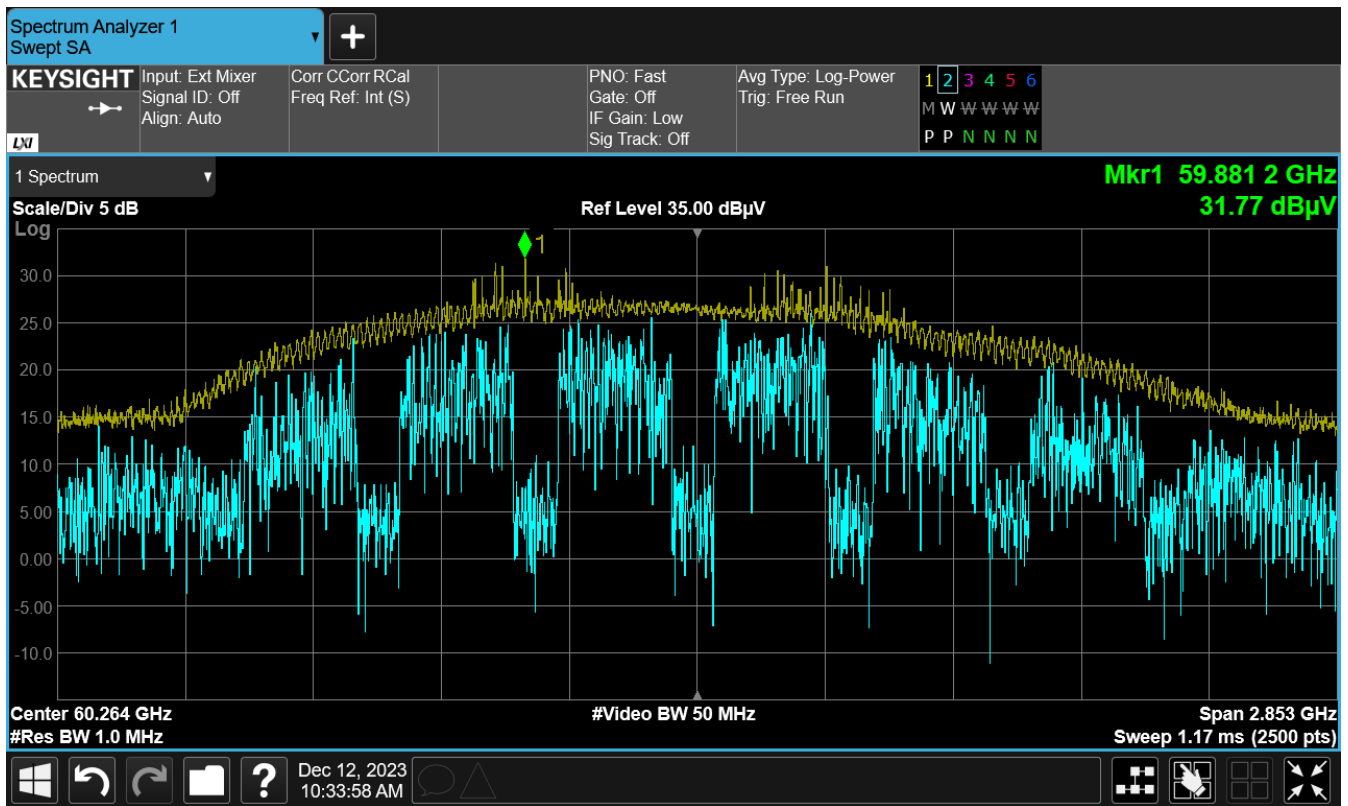 Spectrum Analyzer 1
Swept SA
KEYSIGHT
LXI
Input: Ext Mixer
Signal ID: Off
Align: Auto
Corr CCorr RCal
Freq Ref: Int (S)
PNO: Fast
Gate: Off
IF Gain: Low
Sig Track: Off
Avg Type: Log-Power
Trig: Free Run
1 2 3 4 5 6
M W W W W W
P P N N N N
1 Spectrum
Mkr1 59.881 2 GHz
31.77 dBµV
Scale/Div 5 dB
Ref Level 35.00 dBµV
Log
1
30.0
25.0
20.0
15.0
10.0
5.00
0.00
-5.00
-10.0
Center 60.264 GHz
#Video BW 50 MHz
Span 2.853 GHz
#Res BW 1.0 MHz
Sweep 1.17 ms (2500 pts)
?
Dec 12, 2023
10:33:58 AM